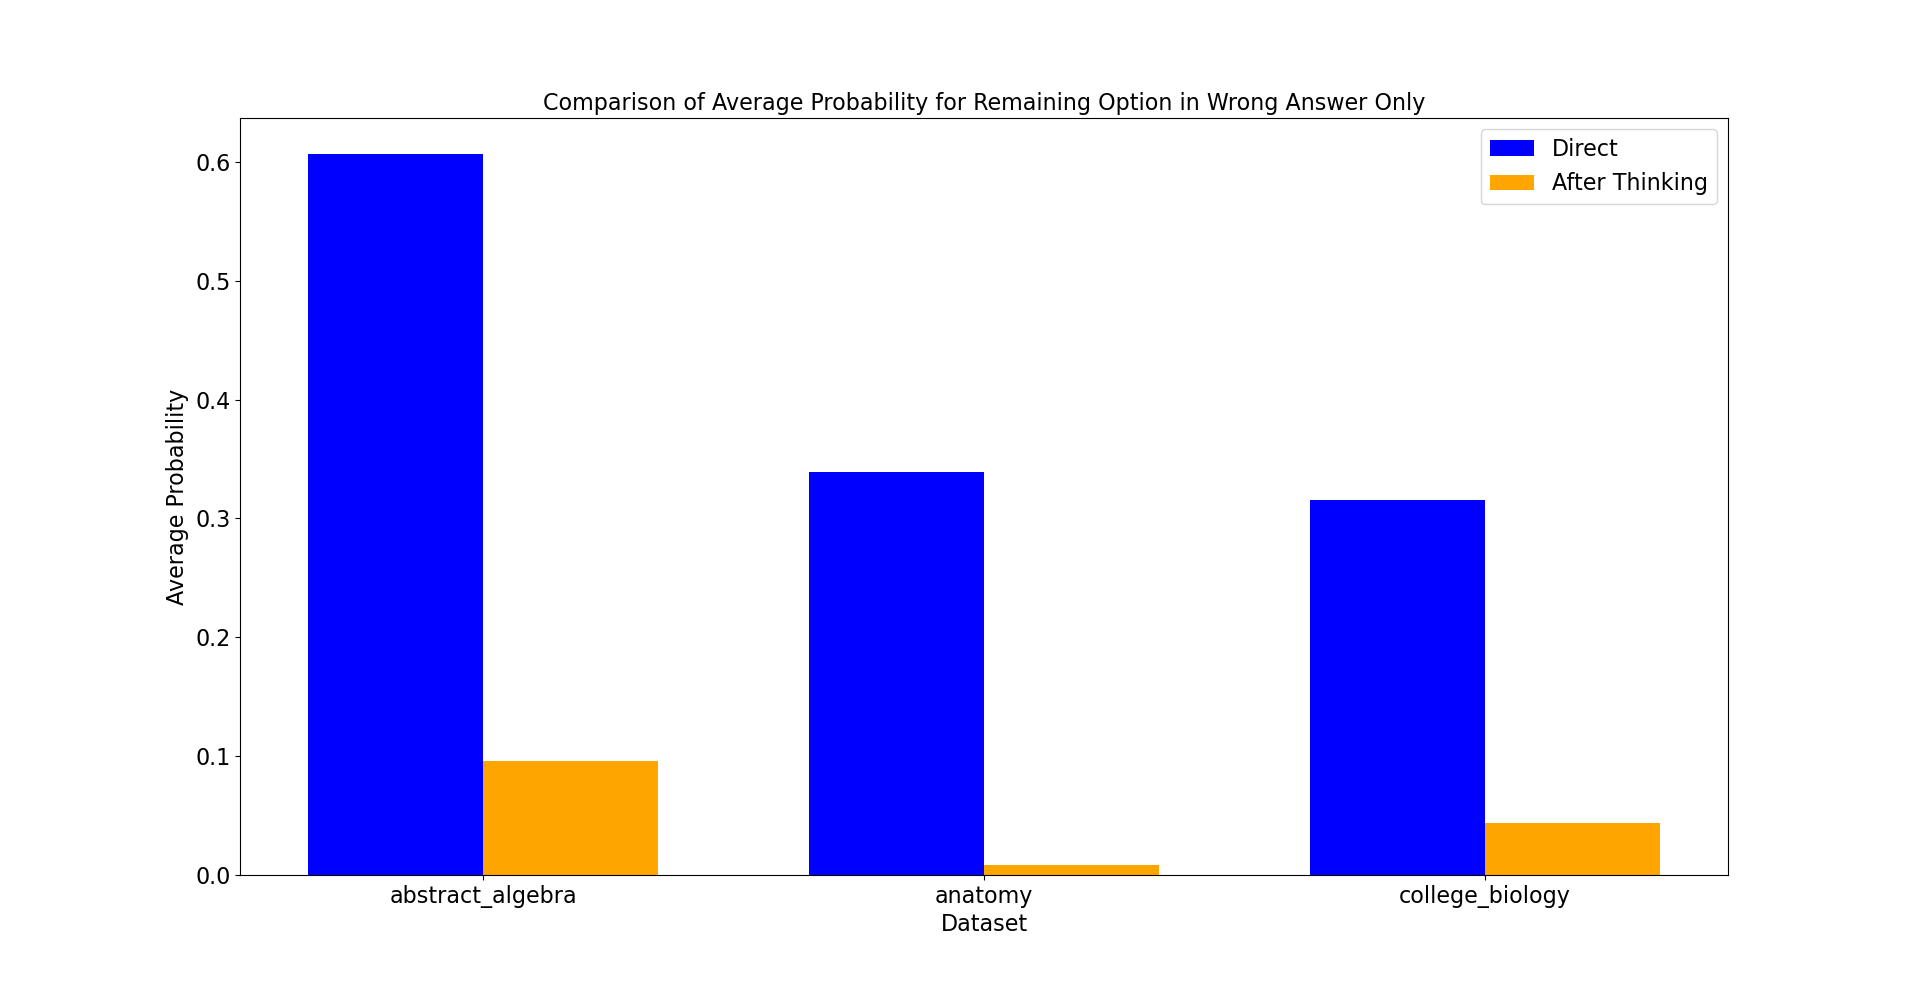 Comparison of Average Probability for Remaining Option in Wrong Answer Only
Direct
After Thinking
Average Probability
0.6
0.5
0.4
0.3
0.2
0.1
0.0
abstract_algebra
anatomy
college_biology
Dataset